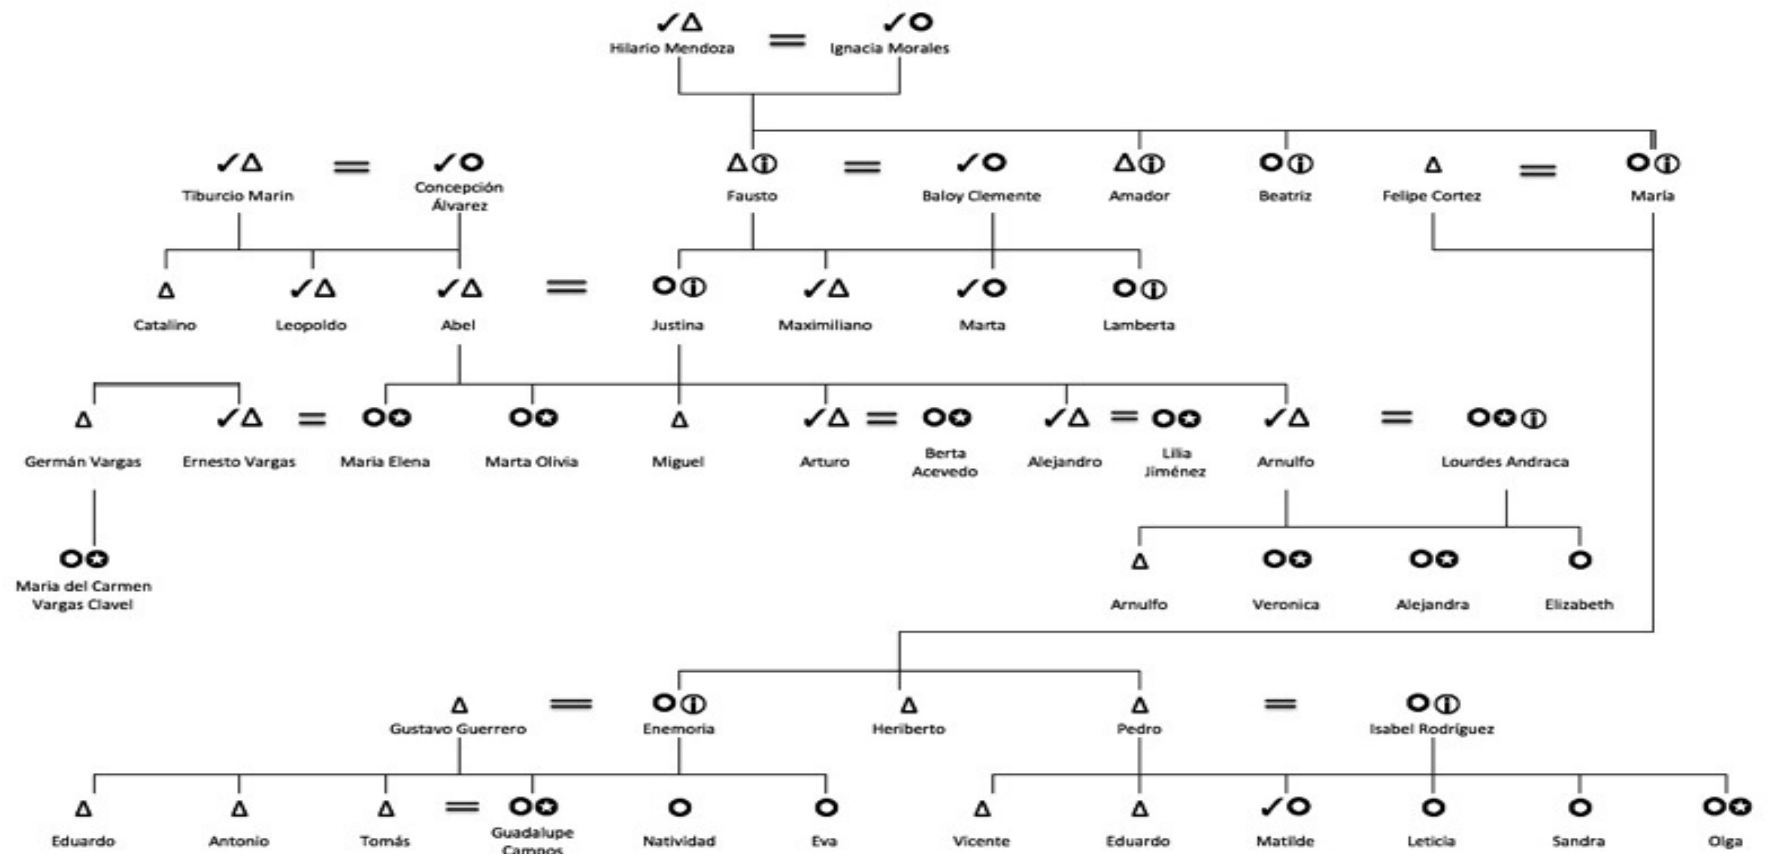 Hilario Mendoza
Ignacia Morales
Tiburcio Marin
Concepción
Álvarez
Fausto
Baloy Clemente
Amador
Beatriz
Felipe Cortez
María
Catalino
Leopoldo
Abel
Justina
Maximiliano
Marta
Lamberta
Germán Vargas
Ernesto Vargas
Maria Elena
Marta Olivia
Miguel
Arturo
Berta
Acevedo
Alejandro
Lilia
Jiménez
Arnulfo
Lourdes Andraca
Maria del Carmen
Vargas Clavel
Arnulfo
Veronica
Alejandra
Elizabeth
Gustavo Guerrero
Enemoria
Heriberto
Pedro
Isabel Rodríguez
Eduardo
Antonio
Tomás
Guadalupe
Campos
Natividad
Eva
Vicente
Eduardo
Matilde
Leticia
Sandra
Olga